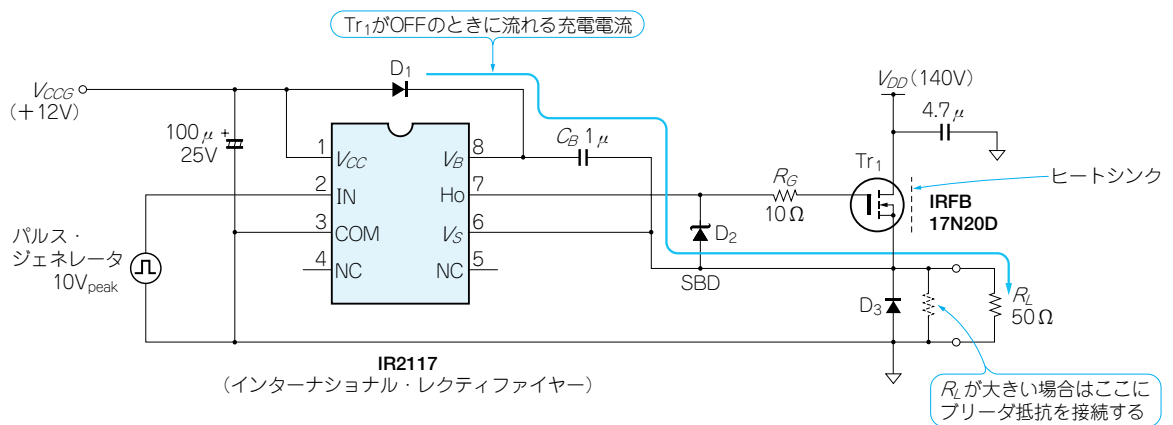 Tr1がOFFのときに流れる充電電流
VCCG
(+12V)
D1
VDD(140V)
100μ +
25V
4.7μ
CB 1μ
1 VCC
VB 8
2 IN
Ho 7
3 COM
VS 6
4 NC
NC 5
Tr1
ヒートシンク
RG
10Ω
IRFB
17N20D
パルス・
ジェネレータ
10Vpeak
D2
SBD
D3
RL
50Ω
IR2117
(インターナショナル・レクティファイヤー)
RLが大きい場合はここに
ブリーダ抵抗を接続する